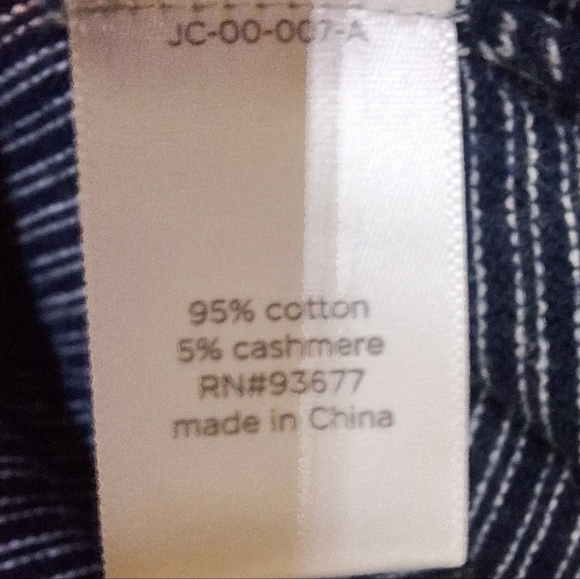 JC-00-007-A
95% cotton
5% cashmere
RN#93677
made in China